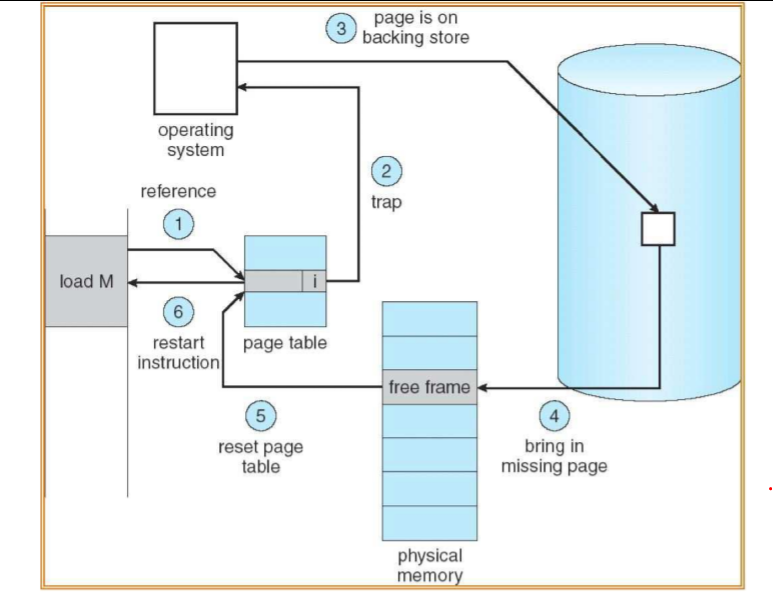 3
page is on
backing store
operating
system
2
trap
reference
1
load M
i
6
restart
instruction
page table
free frame
5
reset page
table
4
bring in
missing page
physical
memory